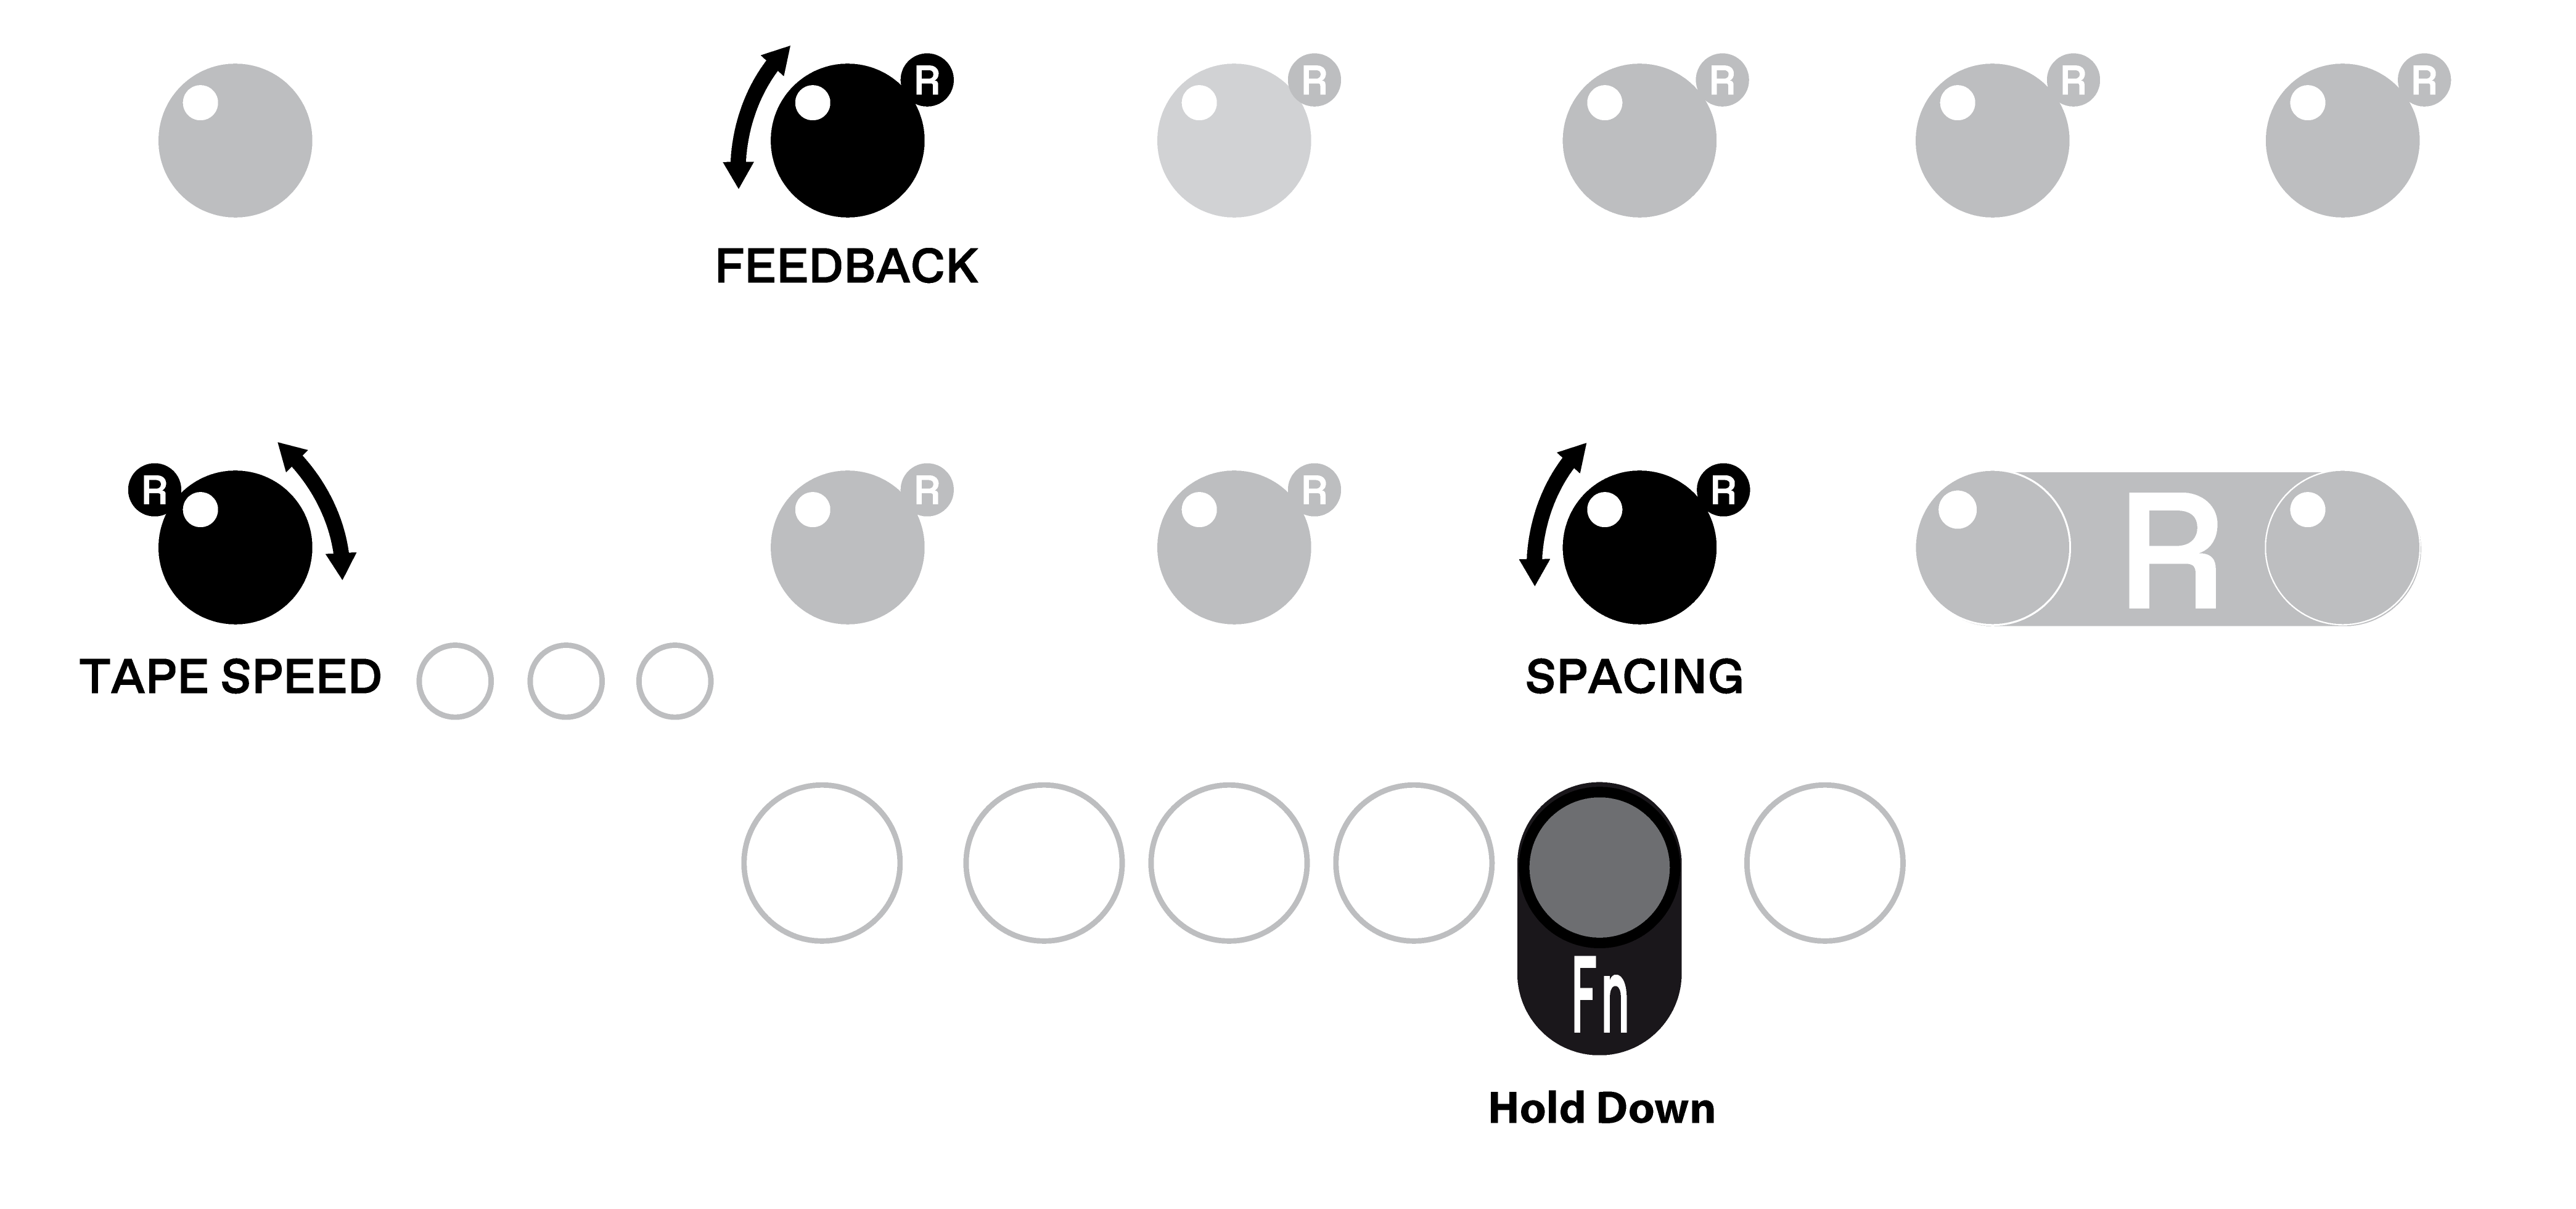 R R R R R
FEEDBACK
R R R R R
TAPE SPEED SPACING
Fn
Hold Down